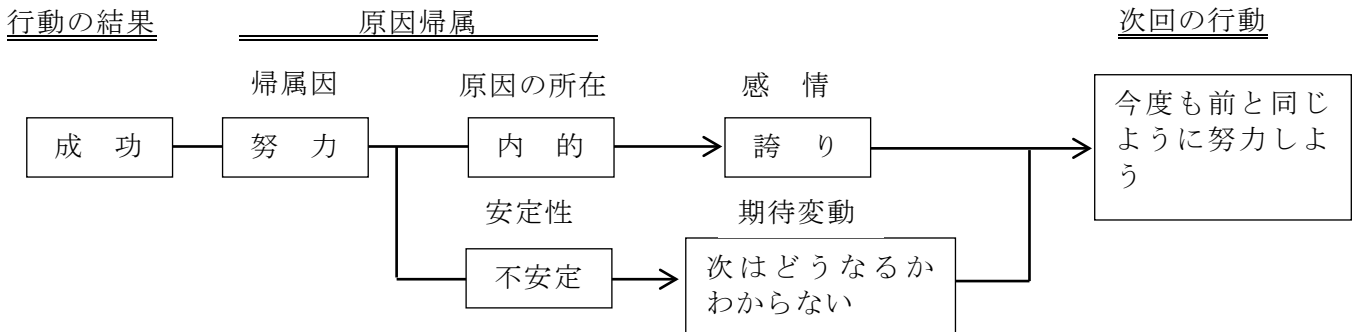 行動の結果
原因帰属
次回の行動
帰属因
原因の所在
感 情
成 功
努 力
内 的
誇 り
今度も前と同じ
ように努力しよ
う
安定性
期待変動
不安定
次はどうなるか
わからない